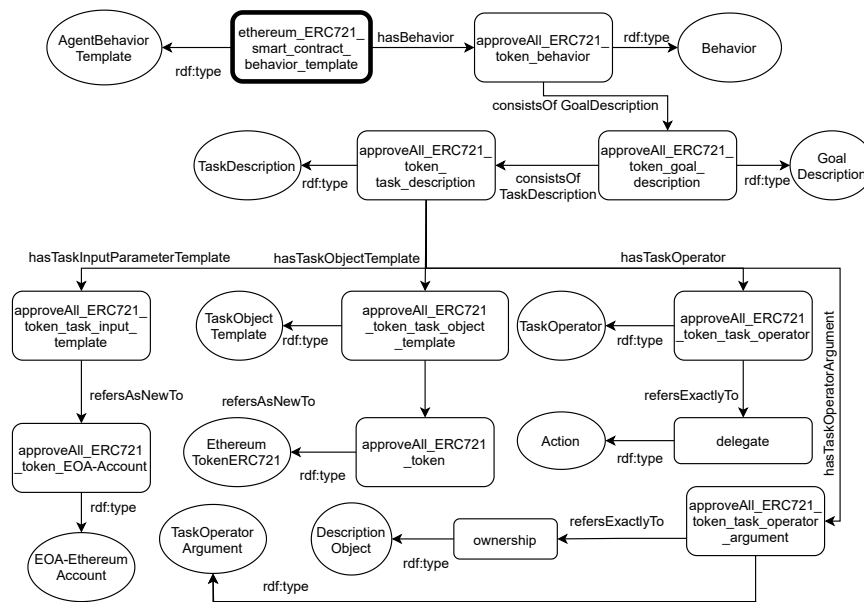 AgentBehavior
Template
rdf:type
ethereum_ERC721_
smart_contract_
behavior_template
hasBehavior
approveAll_ERC721_
token_behavior
rdf:type
Behavior
consistsOf GoalDescription
TaskDescription
rdf:type
approveAll_ERC721_
token_
task_description
consistsOf
TaskDescription
approveAll_ERC721_
token_goal_
description
rdf:type
Goal
Description
hasTaskInputParameterTemplate
hasTaskObjectTemplate
hasTaskOperator
approveAll_ERC721_
token_task_input_
template
TaskObject
Template
rdf:type
approveAll_ERC721
_token_task_object
_template
TaskOperator
rdf:type
approveAll_ERC721_
token_task_operator
hasTaskOperatorArgument
refersAsNewTo
refersAsNewTo
refersExactlyTo
approveAll_ERC721
_token_EOA-Account
Ethereum
TokenERC721
rdf:type
approveAll_ERC721
_token
Action
rdf:type
delegate
rdf:type
EOA-Ethereum
Account
TaskOperator
Argument
Description
Object
rdf:type
ownership
refersExactlyTo
approveAll_ERC721_
token_task_operator
_argument
rdf:type